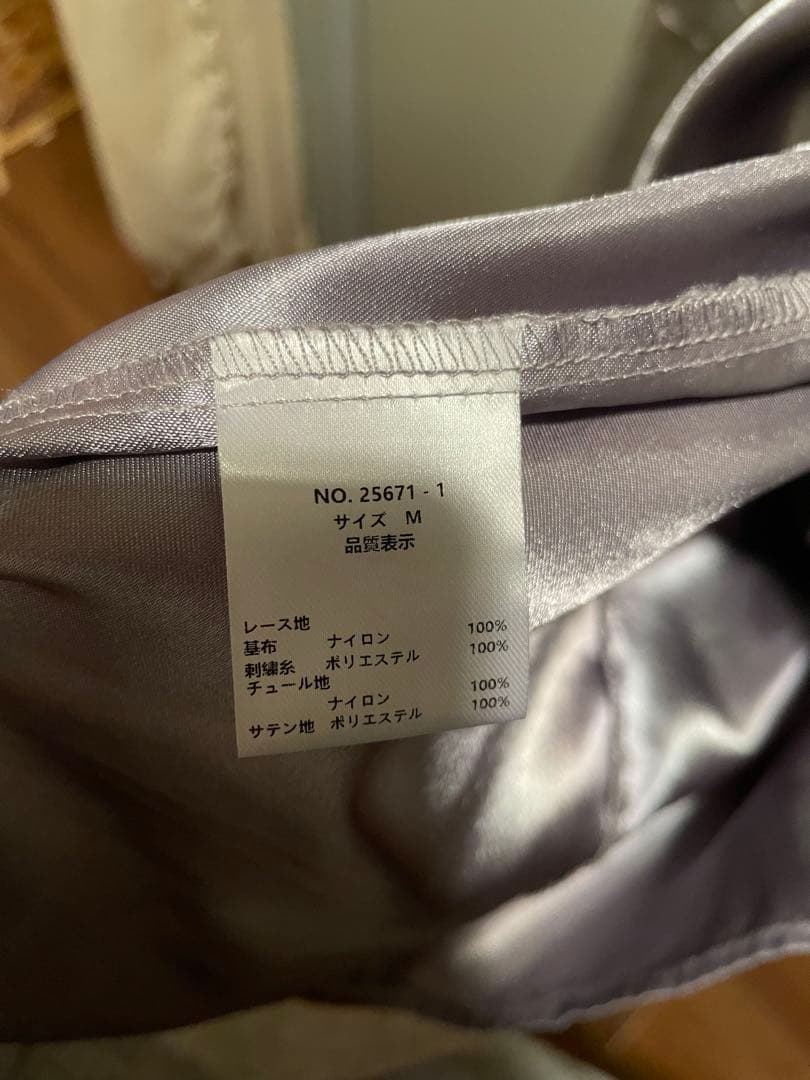 NO. 25671 - 1
サイズ M
品質表示
レース地
基布 ナイロン 100%
刺繍糸 ポリエステル 100%
チュール地
ナイロン 100%
サテン地 ポリエステル 100%